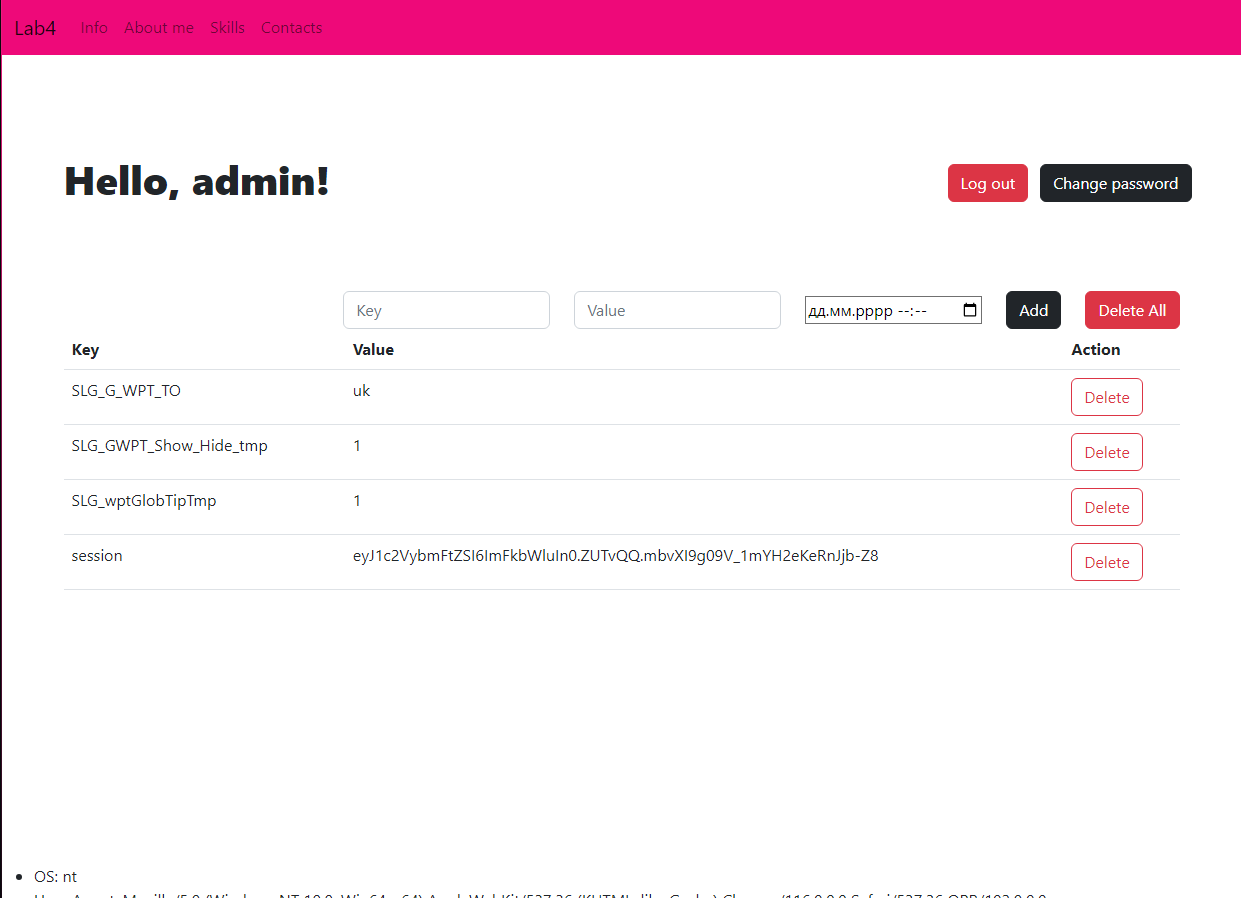 Lab4 Info About me Skills Contacts
Hello, admin! Log out Change password
Key Value дд.мм.рррр --:-- Add Delete All
Key Value Action
SLG_G_WPT_TO uk Delete
SLG_GWPT_Show_Hide_tmp 1 Delete
SLG_wptGlobTipTmp 1 Delete
session eyJ1c2VybmFtZSI6ImFkbWluIn0.ZUTvQQ.mbvXI9g09V_1mYH2eKeRnJjb-Z8 Delete
OS: nt